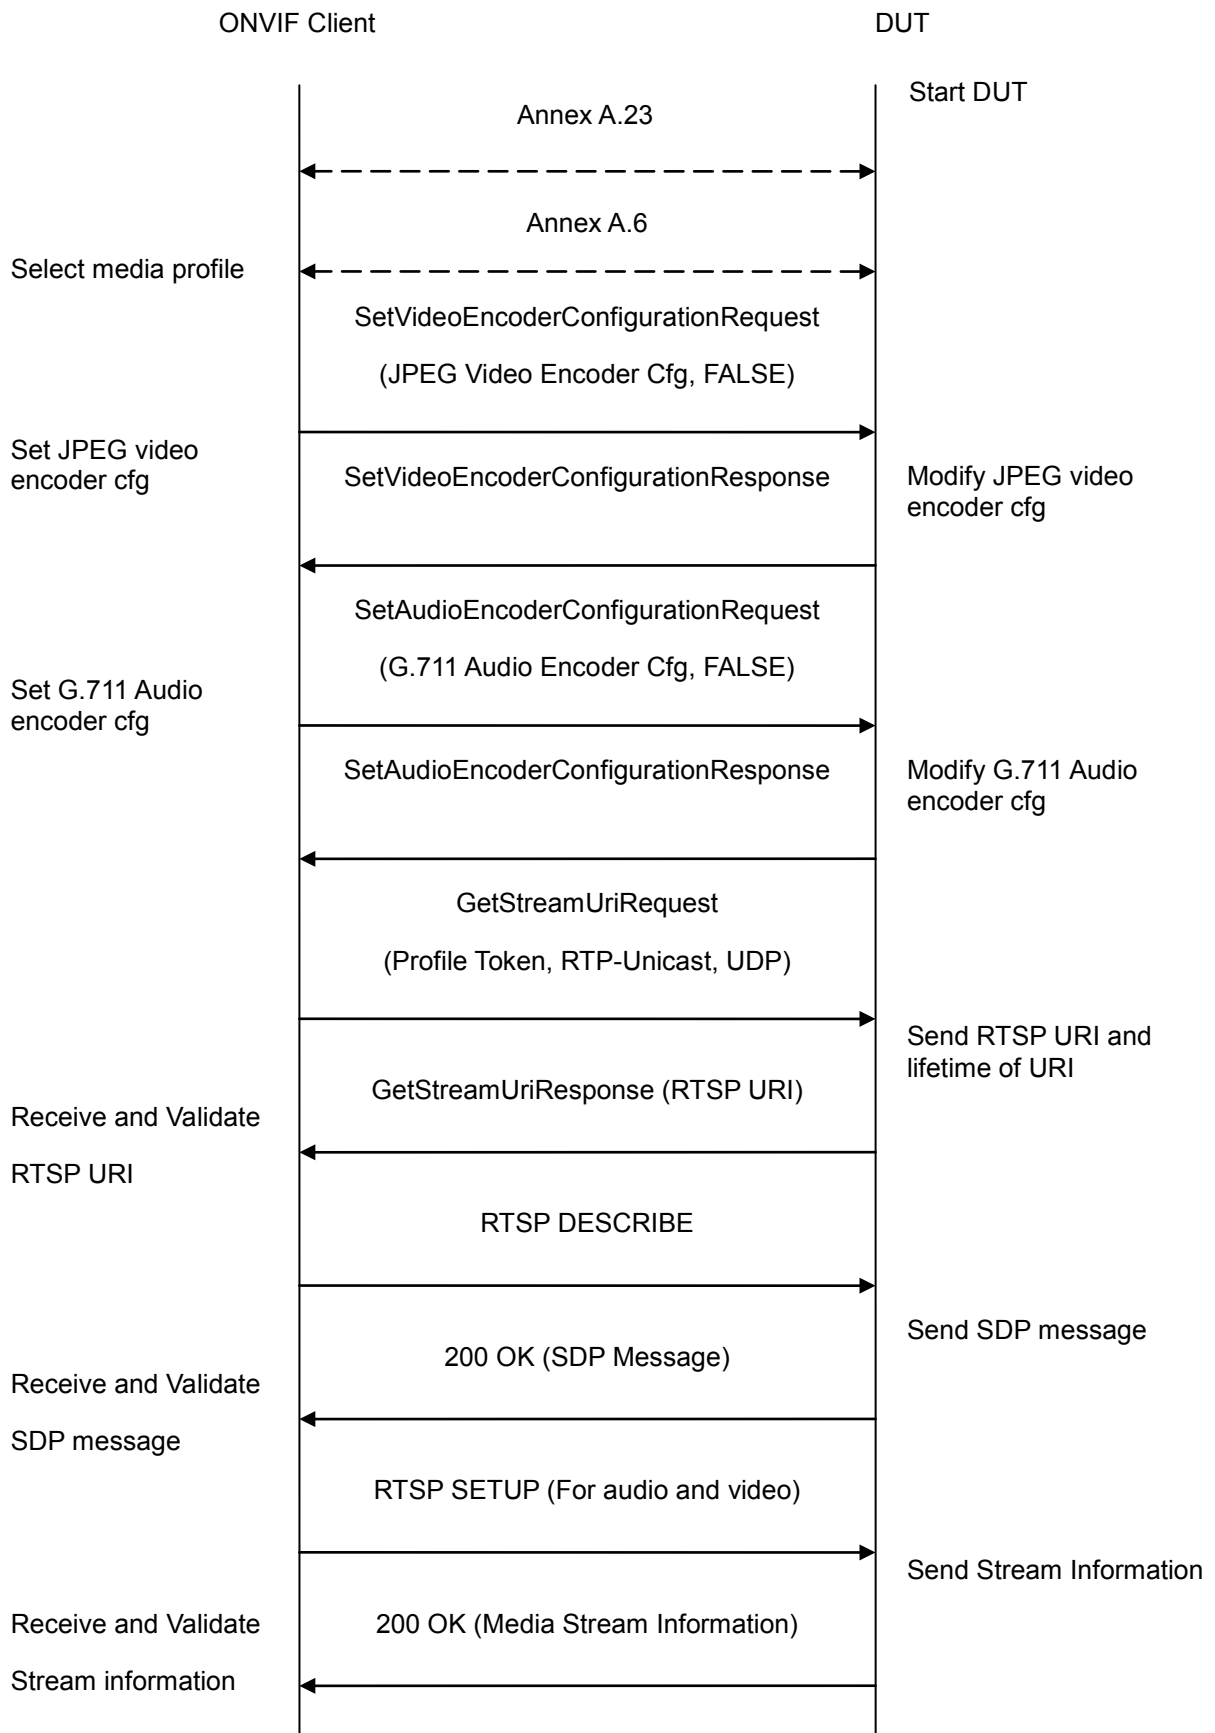 ONVIF Client
DUT
Start DUT
Annex A.23
Annex A.6
Select media profile
SetVideoEncoderConfigurationRequest
(JPEG Video Encoder Cfg, FALSE)
Set JPEG video
encoder cfg
SetVideoEncoderConfigurationResponse
Modify JPEG video
encoder cfg
SetAudioEncoderConfigurationRequest
(G.711 Audio Encoder Cfg, FALSE)
Set G.711 Audio
encoder cfg
SetAudioEncoderConfigurationResponse
Modify G.711 Audio
encoder cfg
GetStreamUriRequest
(Profile Token, RTP-Unicast, UDP)
Send RTSP URI and
lifetime of URI
GetStreamUriResponse (RTSP URI)
Receive and Validate
RTSP URI
RTSP DESCRIBE
Send SDP message
200 OK (SDP Message)
Receive and Validate
SDP message
RTSP SETUP (For audio and video)
Send Stream Information
Receive and Validate
Stream information
200 OK (Media Stream Information)